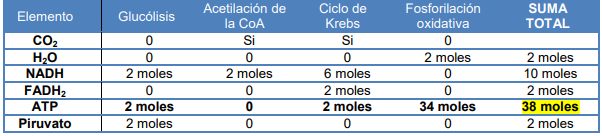 Elemento Glucólisis Acetilación de la CoA Ciclo de Krebs Fosforilación oxidativa SUMA TOTAL
CO2 0 Si Si 0
H2O 0 0 0 2 moles 2 moles
NADH 2 moles 2 moles 6 moles 0 10 moles
FADH2 0 0 2 moles 0 2 moles
ATP 2 moles 0 2 moles 34 moles 38 moles
Piruvato 2 moles 0 0 0 2 moles